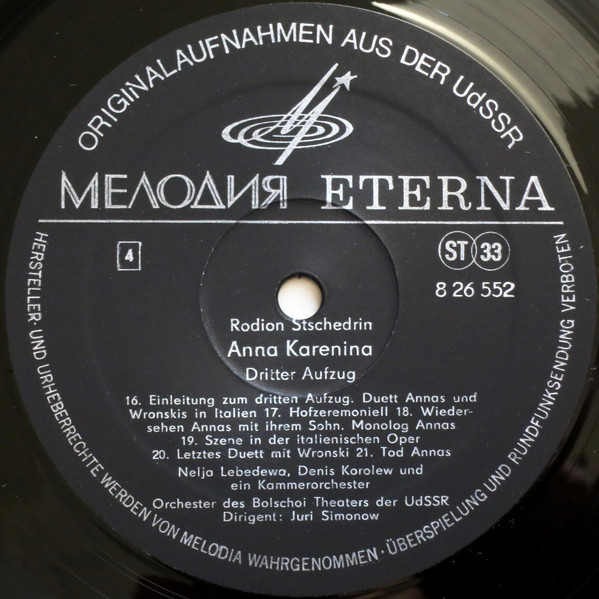 ORIGINALAUFNAHMEN AUS DER UdSSR
МЕЛОДИЯ ETERNA
4
ST 33
8 26 552
Rodion Stschedrin
Anna Karenina
Dritter Aufzug
16. Einleitung zum dritten Aufzug. Duett Annas und
Wronskis in Italien 17. Hofzeremoniell 18. Wieder-
sehen Annas mit ihrem Sohn. Monolog Annas
19. Szene in der italienischen Oper
20. Letztes Duett mit Wronski 21. Tod Annas
Nelja Lebedewa, Denis Korolew und
ein Kammerorchester
Orchester des Bolschoi Theaters der UdSSR
Dirigent: Juri Simonow
HERSTELLER- UND URHEBERRECHTE WERDEN VON MELODIA WAHRGENOMMEN · ÜBERSPIELUNG UND RUNDFUNKSENDUNG VERBOTEN